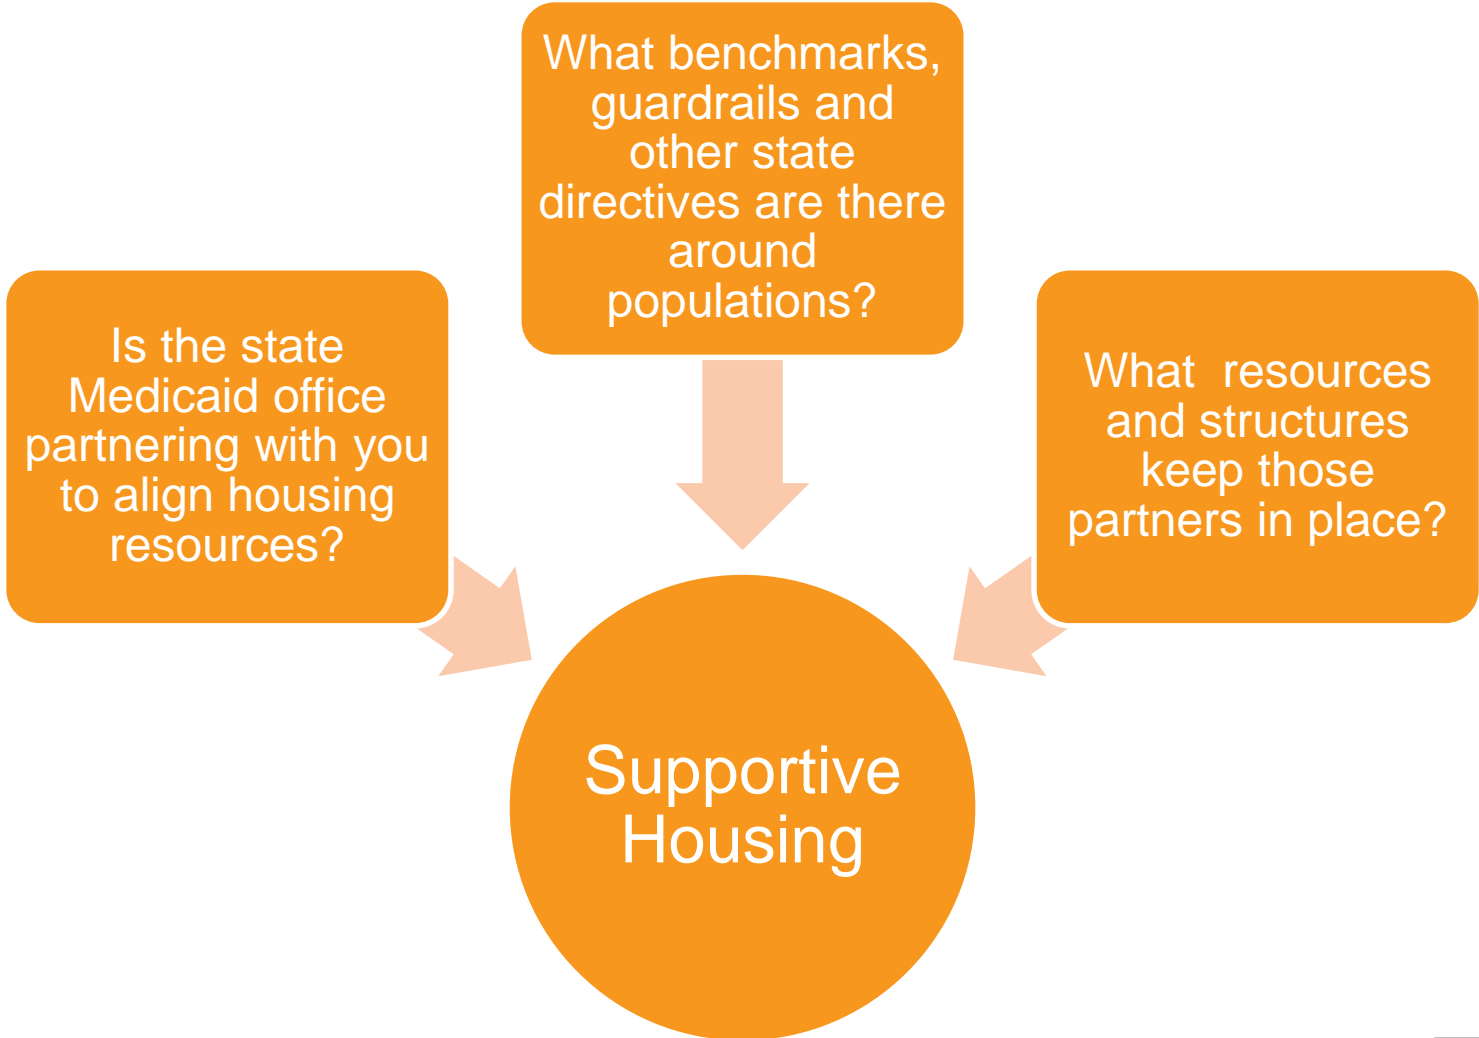 What benchmarks,
guardrails and
other state
directives are there
around
populations?
Is the state
Medicaid office
partnering with you
to align housing
resources?
What  resources
and structures
keep those
partners in place?
Supportive
Housing